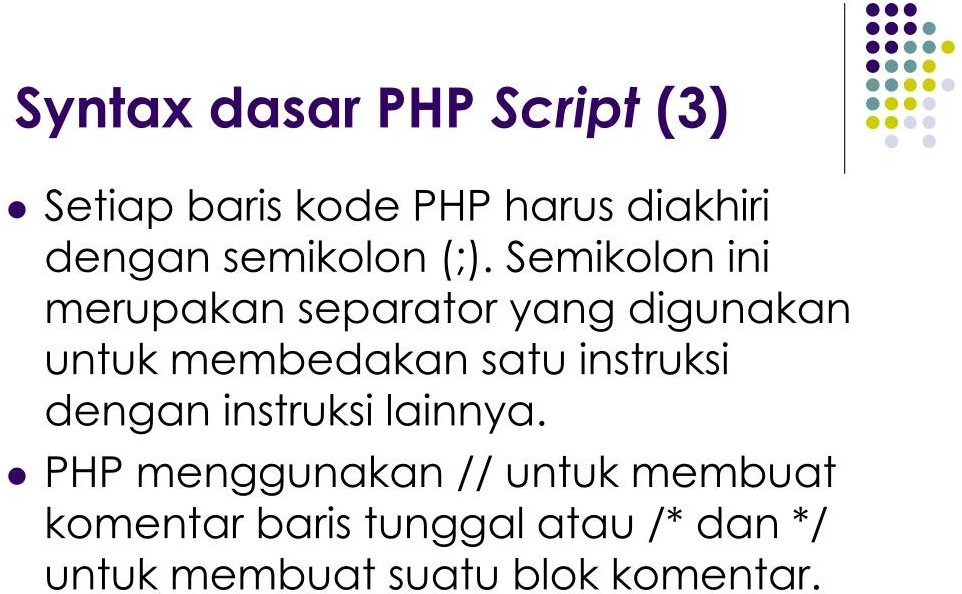 Syntax dasar PHP Script (3)
● Setiap baris kode PHP harus diakhiri
dengan semikolon (;). Semikolon ini
merupakan separator yang digunakan
untuk membedakan satu instruksi
dengan instruksi lainnya.
● PHP menggunakan // untuk membuat
komentar baris tunggal atau /* dan */
untuk membuat suatu blok komentar.